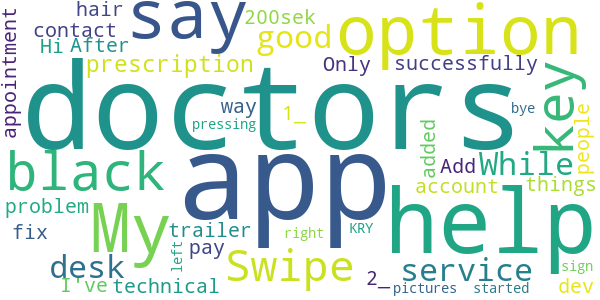 hair
say
200sek
option
contact
good
Hi
After
appointment
prescription
Only
successfully
doctors
way
1_
key
people
pressing
bye
black
app
added
Add
While
account
things
problem
My
help
fix
trailer
right
KRY
desk
left
pay
Swipe
service
sign
I've
technical
2_
pictures
started
dev